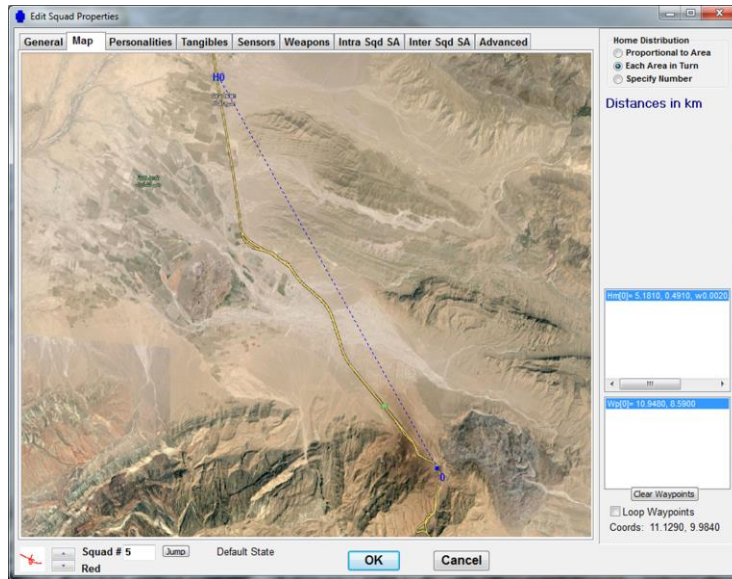 Edit Squad Properties
General Map Personalities Tangibles Sensors Weapons Intra Sqd SA Inter Sqd SA Advanced
Home Distribution
Proportional to Area
Each Area in Turn
Specify Number
Distances in km
H0
Hm[0]= 5.1810, 0.4910, w0.0020
Wp[0]= 10.9480, 8.5900
0
Clear Waypoints
Loop Waypoints
Coords: 11.1290, 9.9840
Squad # 5 Jump Default State OK Cancel
Red